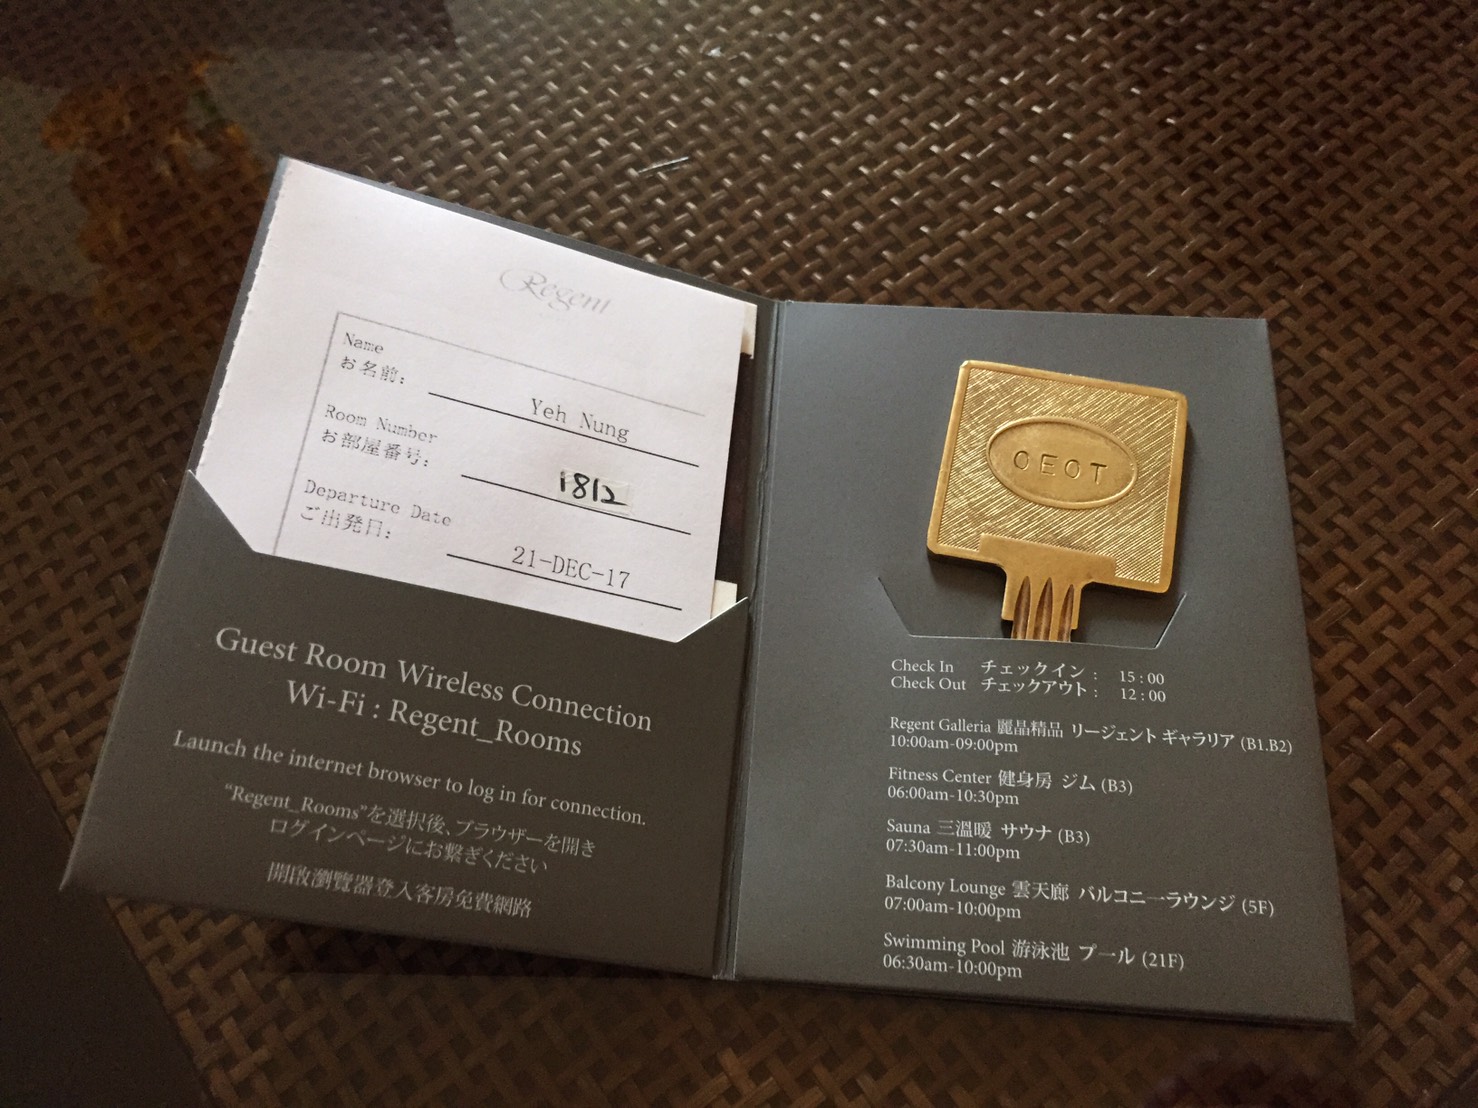 Regent
Name
お名前:
Yeh Nung
Room Number
お部屋番号:
1812
Departure Date
ご出発日:
21-DEC-17
Guest Room Wireless Connection
Wi-Fi : Regent_Rooms
Launch the internet browser to log in for connection.
“Regent_Rooms”を選択後、ブラウザーを開き
ログインページにお繋ぎください
開啟瀏覽器登入客房免費網路
OEOT
Check In チェックイン : 15 : 00
Check Out チェックアウト : 12 : 00
Regent Galleria 麗晶精品 リージェント ギャラリア (B1.B2)
10:00am-09:00pm
Fitness Center 健身房 ジム (B3)
06:00am-10:30pm
Sauna 三溫暖 サウナ (B3)
07:30am-11:00pm
Balcony Lounge 雲天廊 バルコニーラウンジ (5F)
07:00am-10:00pm
Swimming Pool 游泳池 プール (21F)
06:30am-10:00pm